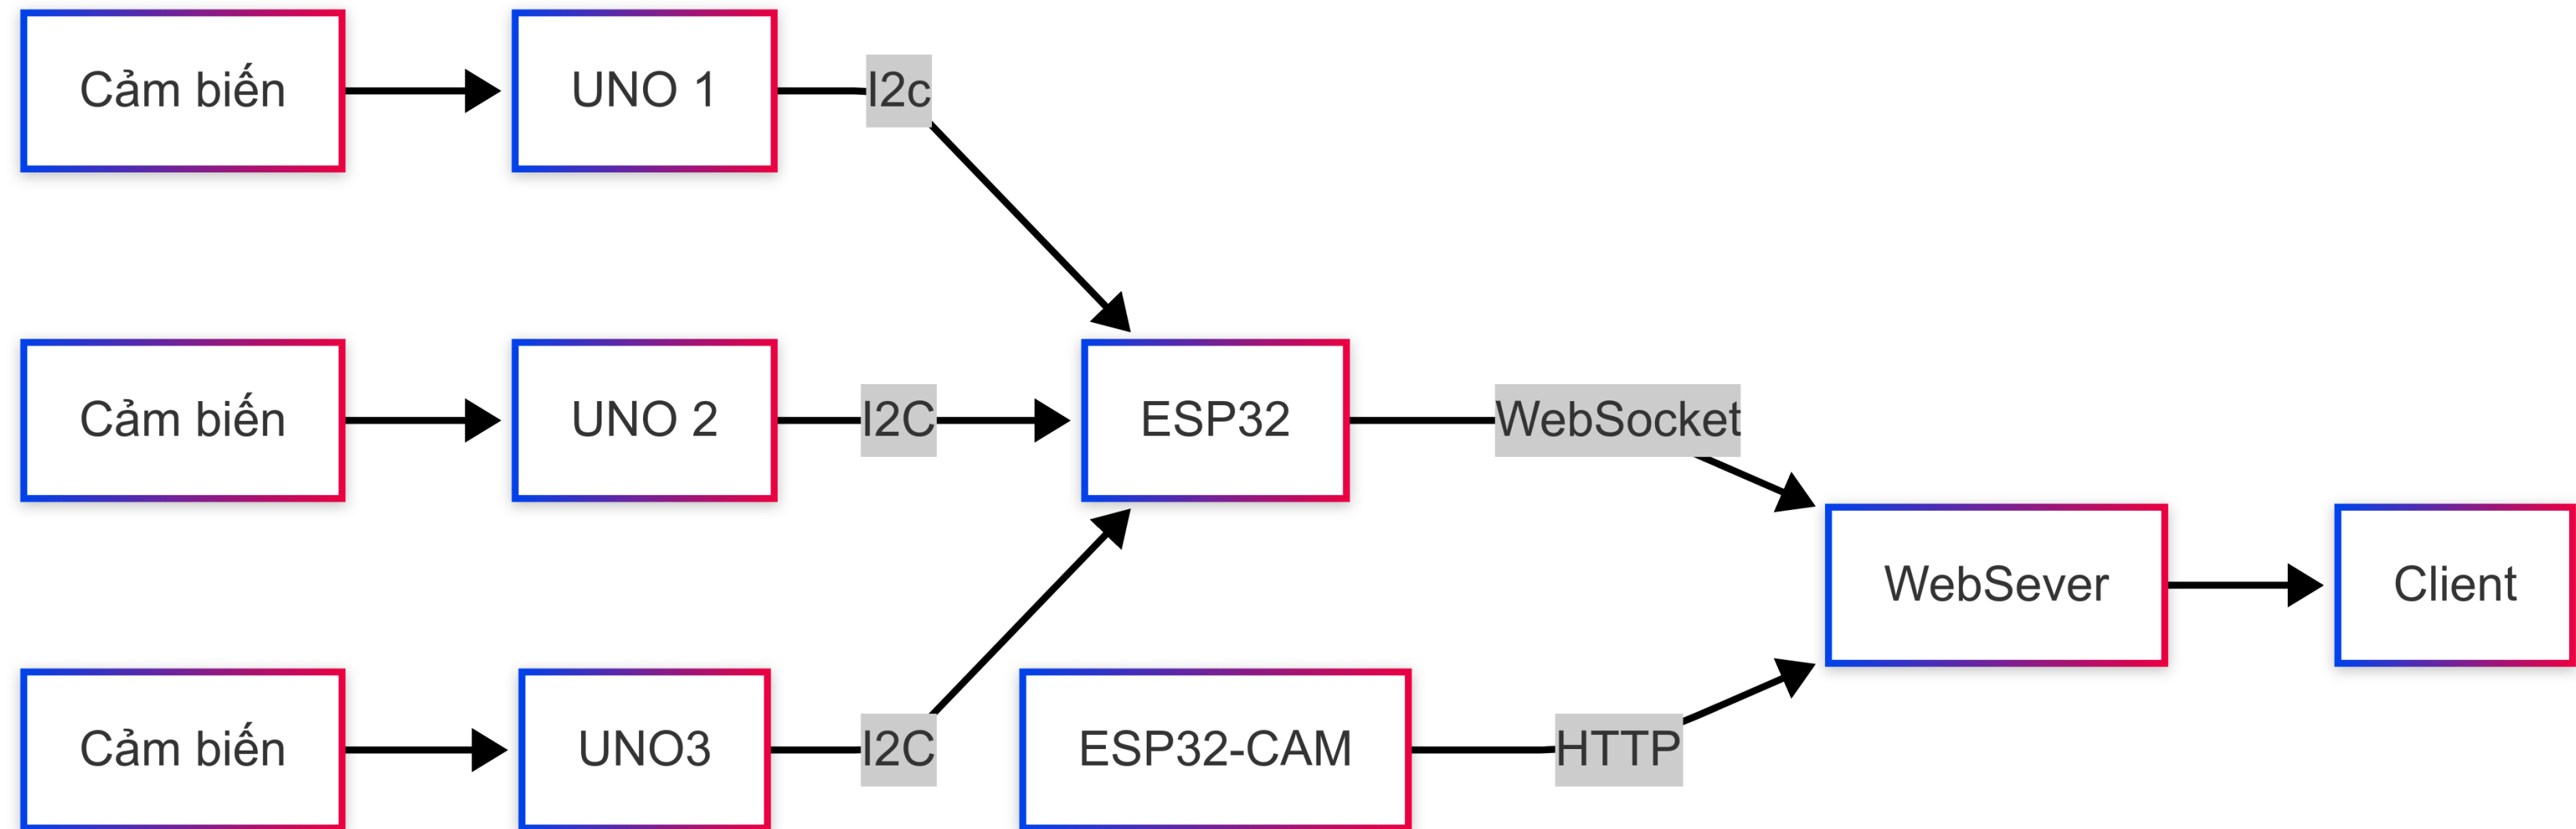 Cảm biến
UNO 1
I2c
Cảm biến
UNO 2
I2C
ESP32
WebSocket
WebSever
Client
Cảm biến
UNO3
I2C
ESP32-CAM
HTTP